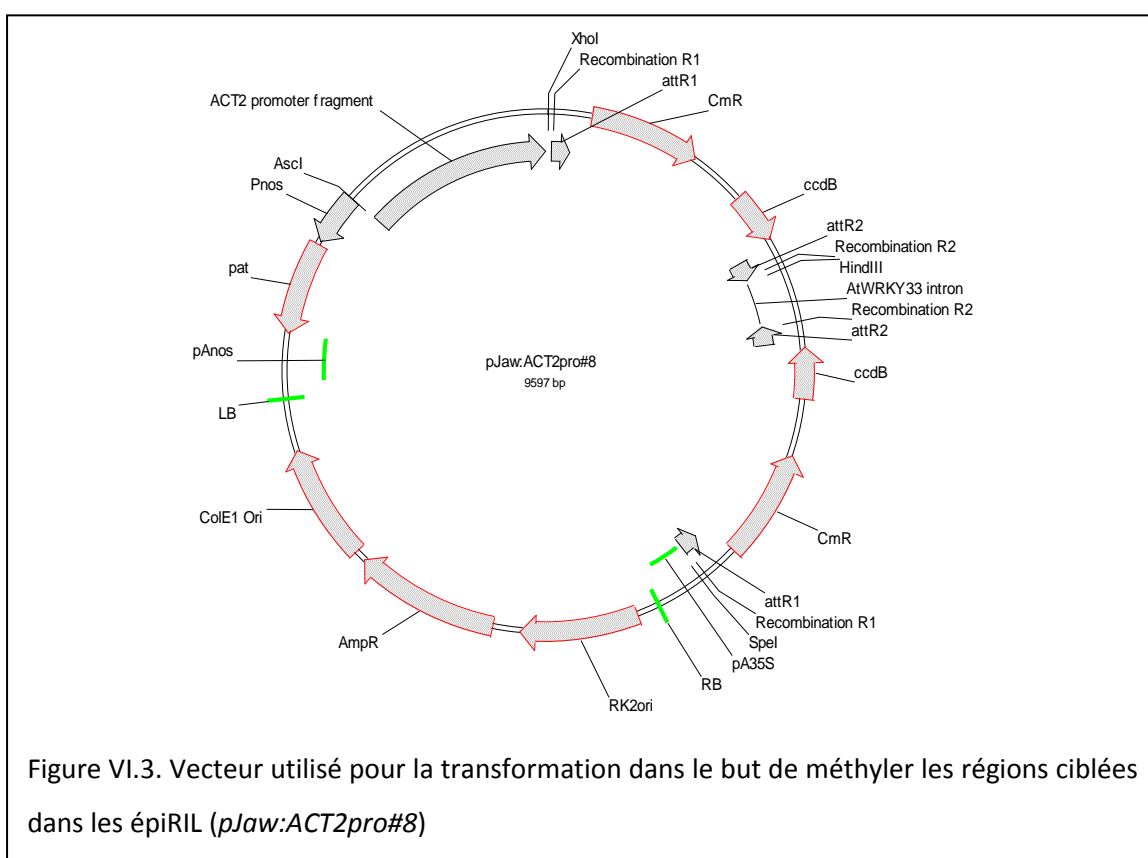 XhoI
Recombination R1
attR1
CmR
ACT2 promoter fragment
AscI
Pnos
ccdB
attR2
Recombination R2
HindIII
AtWRKY33 intron
Recombination R2
attR2
pat
pAnos
pJaw:ACT2pro#8
9597 bp
ccdB
LB
ColE1 Ori
CmR
attR1
Recombination R1
SpeI
pA35S
RB
AmpR
RK2ori
Figure VI.3. Vecteur utilisé pour la transformation dans le but de méthyler les régions ciblées
dans les épiRIL (pJaw:ACT2pro#8)